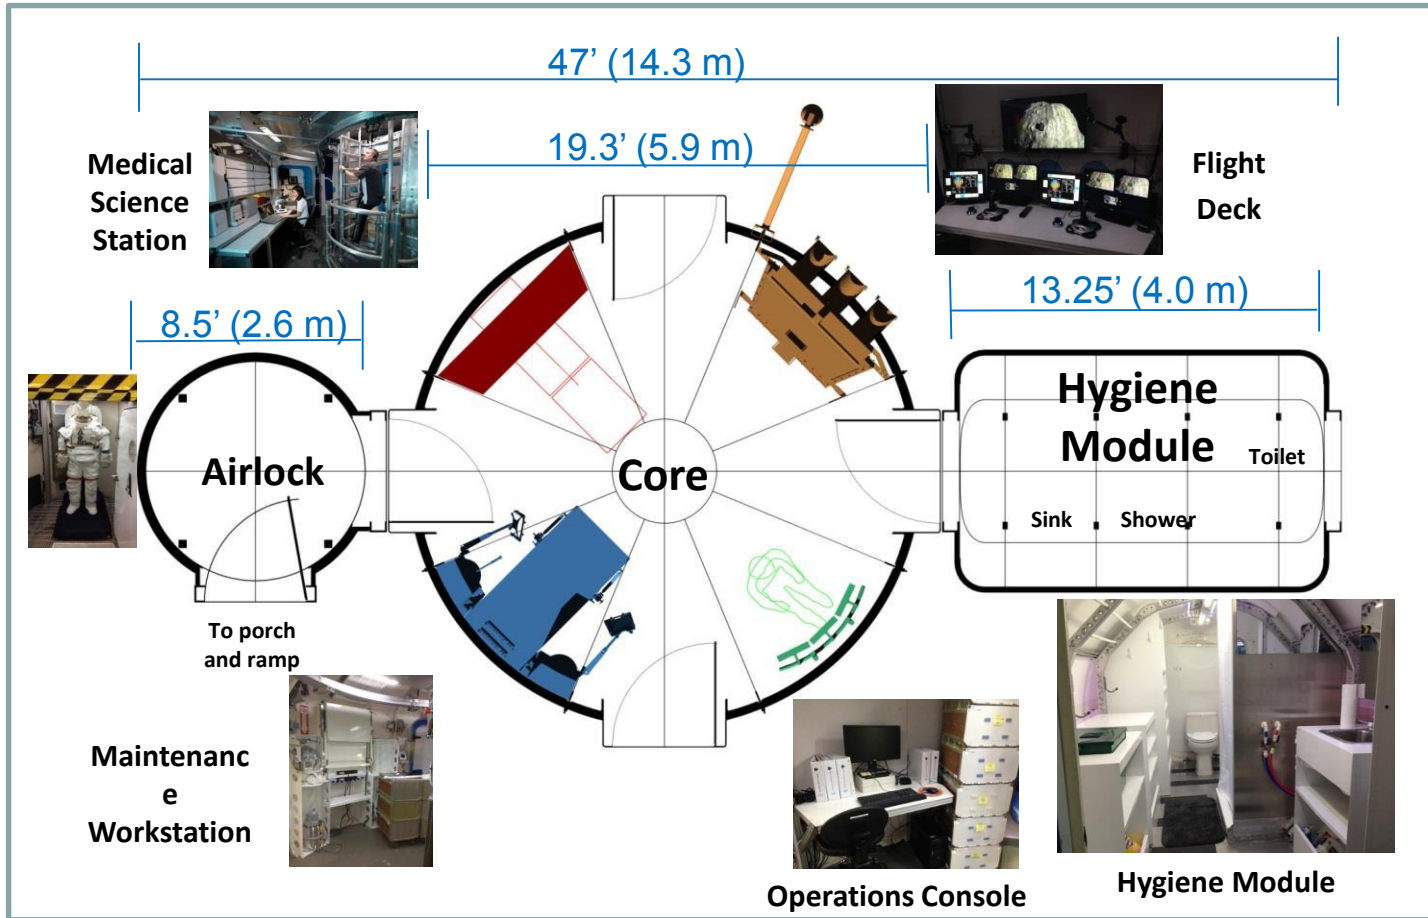 47’ (14.3 m)
19.3’ (5.9 m)
Medical
Science
Station
Flight
Deck
8.5’ (2.6 m)
13.25’ (4.0 m)
Hygiene
Module
Airlock
Core
Toilet
Sink
Shower
To porch
and ramp
Maintenanc
e
Workstation
Operations Console
Hygiene Module